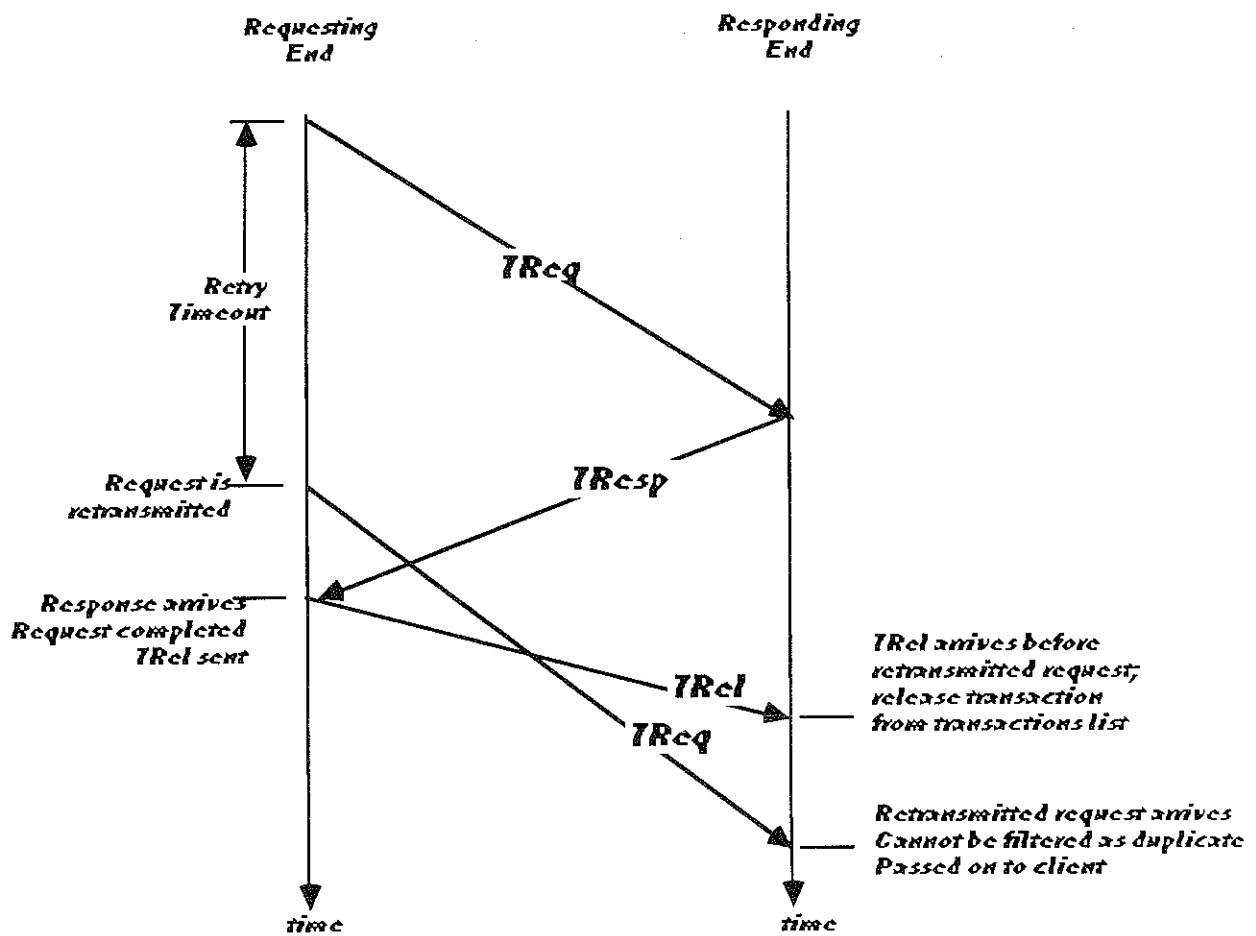 Requesting
End
Responding
End
TReq
Retry
Timeout
TResp
Request is
retransmitted
Response arrives
Request completed
TRel sent
TRel arrives before
retransmitted request;
release transaction
from transactions list
TRel
TReq
Retransmitted request arrives
Cannot be filtered as duplicate
Passed on to client
time
time